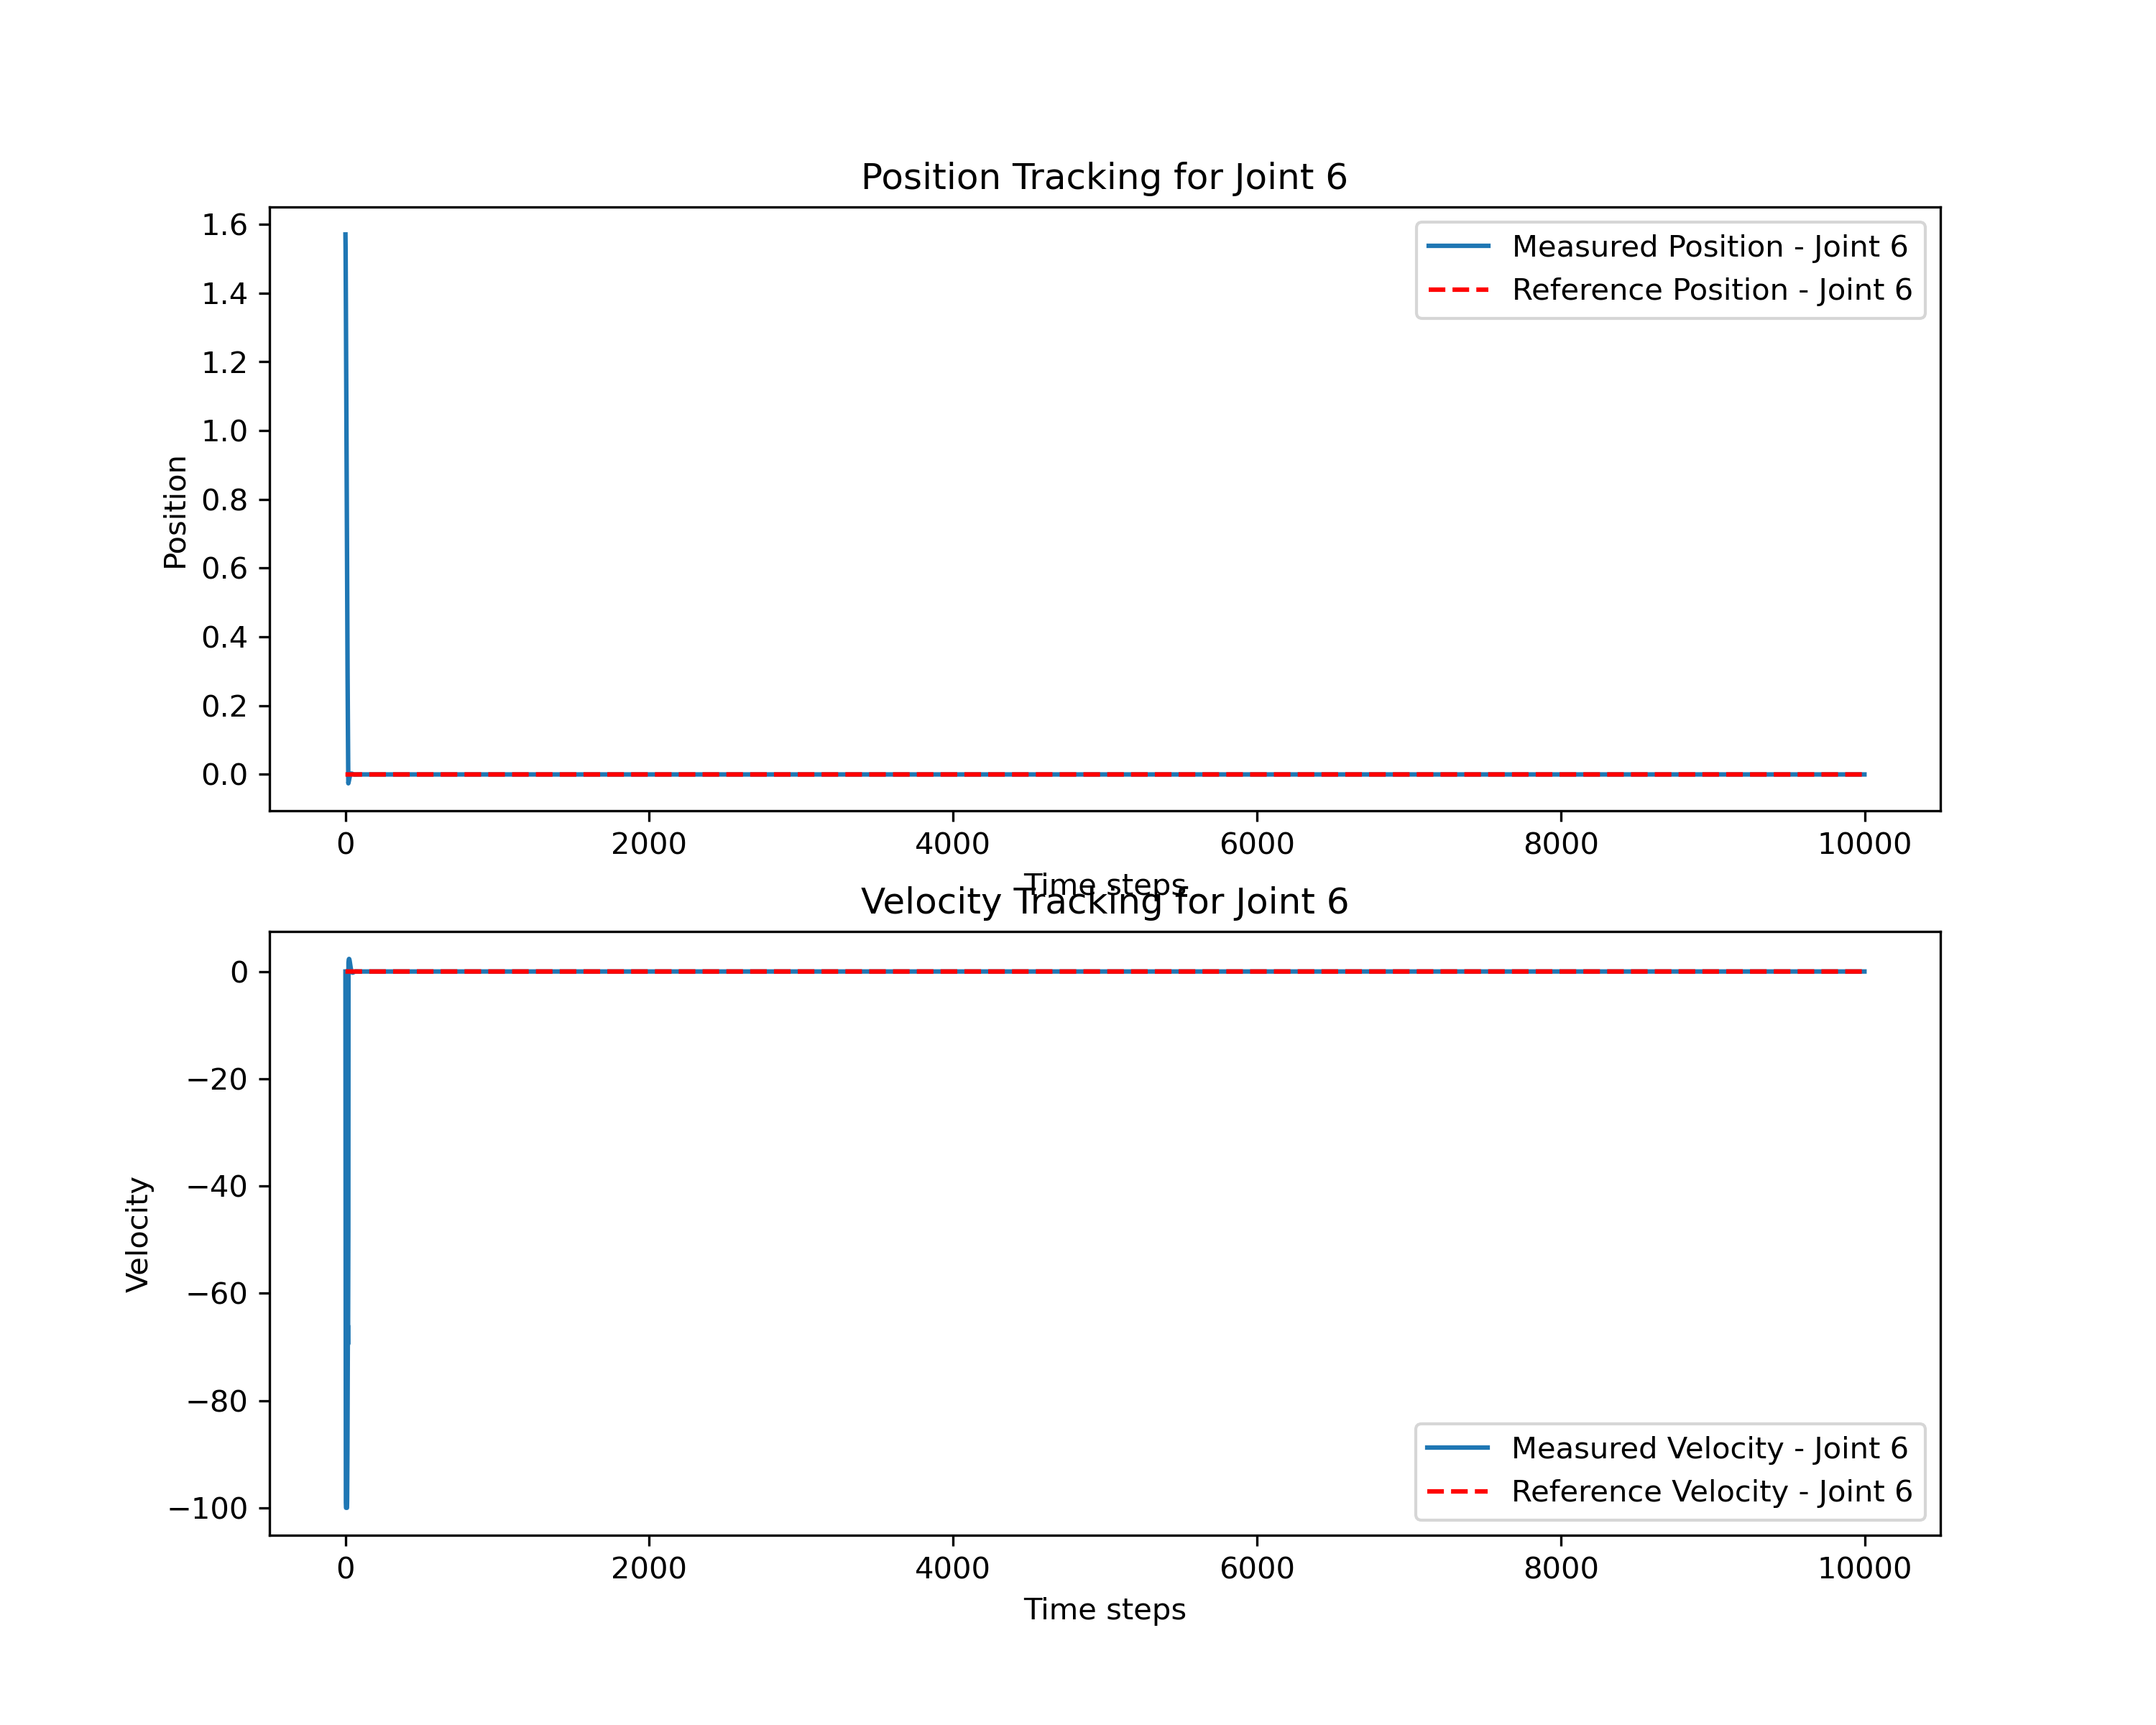 Position Tracking for Joint 6
1.6
1.4
1.2
1.0
0.8
0.6
0.4
0.2
0.0
Position
Measured Position - Joint 6
Reference Position - Joint 6
0 2000 4000 6000 8000 10000
Time steps
Velocity Tracking for Joint 6
0
−20
−40
−60
−80
−100
Velocity
Measured Velocity - Joint 6
Reference Velocity - Joint 6
0 2000 4000 6000 8000 10000
Time steps